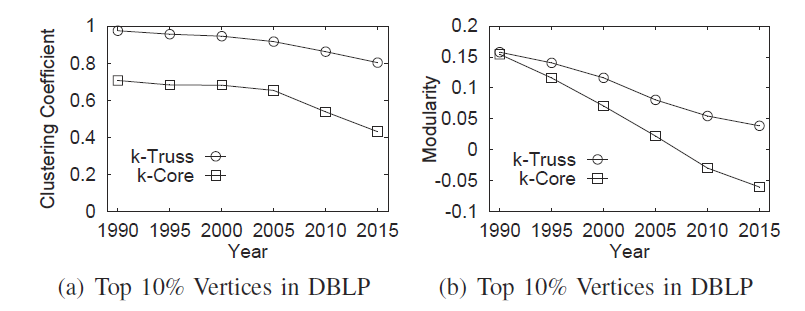 Clustering Coefficient
1
0.8
0.6
0.4
0.2
0
k-Truss
k-Core
1990 1995 2000 2005 2010 2015
Year
(a) Top 10% Vertices in DBLP
Modularity
0.2
0.15
0.1
0.05
0
-0.05
-0.1
k-Truss
k-Core
1990 1995 2000 2005 2010 2015
Year
(b) Top 10% Vertices in DBLP